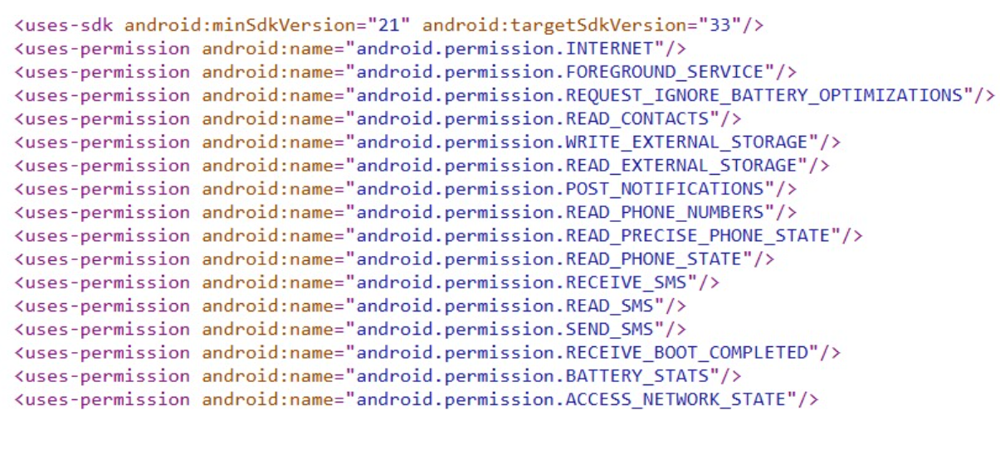 <uses-sdk android:minSdkVersion="21" android:targetSdkVersion="33"/>
<uses-permission android:name="android.permission.INTERNET"/>
<uses-permission android:name="android.permission.FOREGROUND_SERVICE"/>
<uses-permission android:name="android.permission.REQUEST_IGNORE_BATTERY_OPTIMIZATIONS"/>
<uses-permission android:name="android.permission.READ_CONTACTS"/>
<uses-permission android:name="android.permission.WRITE_EXTERNAL_STORAGE"/>
<uses-permission android:name="android.permission.READ_EXTERNAL_STORAGE"/>
<uses-permission android:name="android.permission.POST_NOTIFICATIONS"/>
<uses-permission android:name="android.permission.READ_PHONE_NUMBERS"/>
<uses-permission android:name="android.permission.READ_PRECISE_PHONE_STATE"/>
<uses-permission android:name="android.permission.READ_PHONE_STATE"/>
<uses-permission android:name="android.permission.RECEIVE_SMS"/>
<uses-permission android:name="android.permission.READ_SMS"/>
<uses-permission android:name="android.permission.SEND_SMS"/>
<uses-permission android:name="android.permission.RECEIVE_BOOT_COMPLETED"/>
<uses-permission android:name="android.permission.BATTERY_STATS"/>
<uses-permission android:name="android.permission.ACCESS_NETWORK_STATE"/>